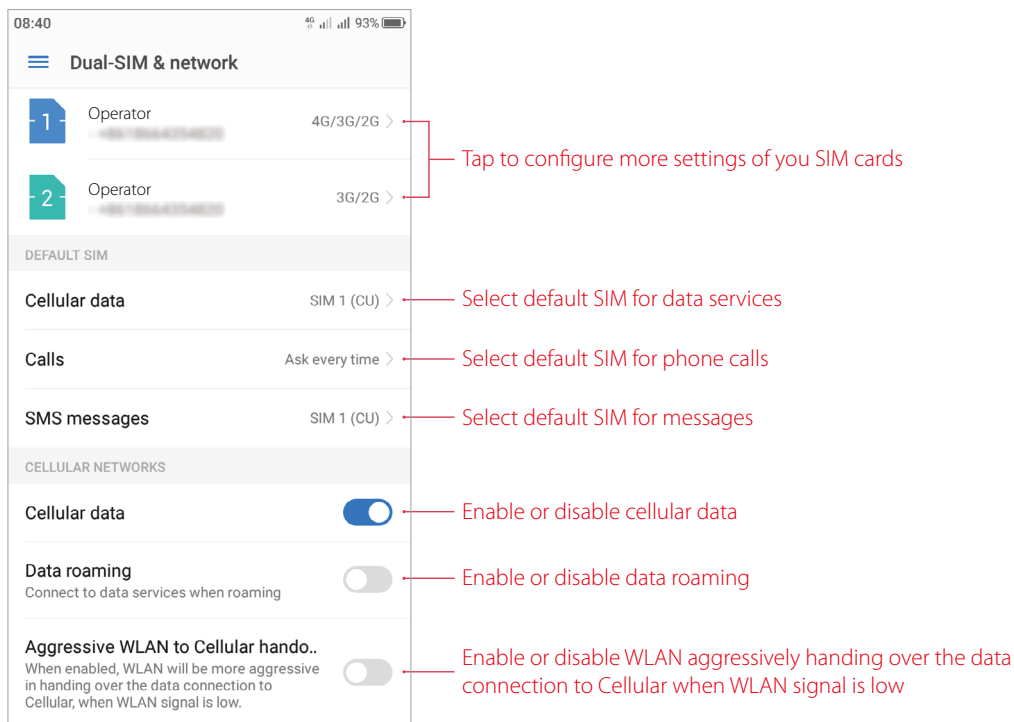 08:40
4G
93%
Dual-SIM & network
1
Operator
4G/3G/2G
Tap to configure more settings of you SIM cards
2
Operator
3G/2G
DEFAULT SIM
Cellular data
SIM 1 (CU)
Select default SIM for data services
Calls
Ask every time
Select default SIM for phone calls
SMS messages
SIM 1 (CU)
Select default SIM for messages
CELLULAR NETWORKS
Cellular data
Enable or disable cellular data
Data roaming
Connect to data services when roaming
Enable or disable data roaming
Aggressive WLAN to Cellular hando..
When enabled, WLAN will be more aggressive
in handing over the data connection to
Cellular, when WLAN signal is low.
Enable or disable WLAN aggressively handing over the data
connection to Cellular when WLAN signal is low